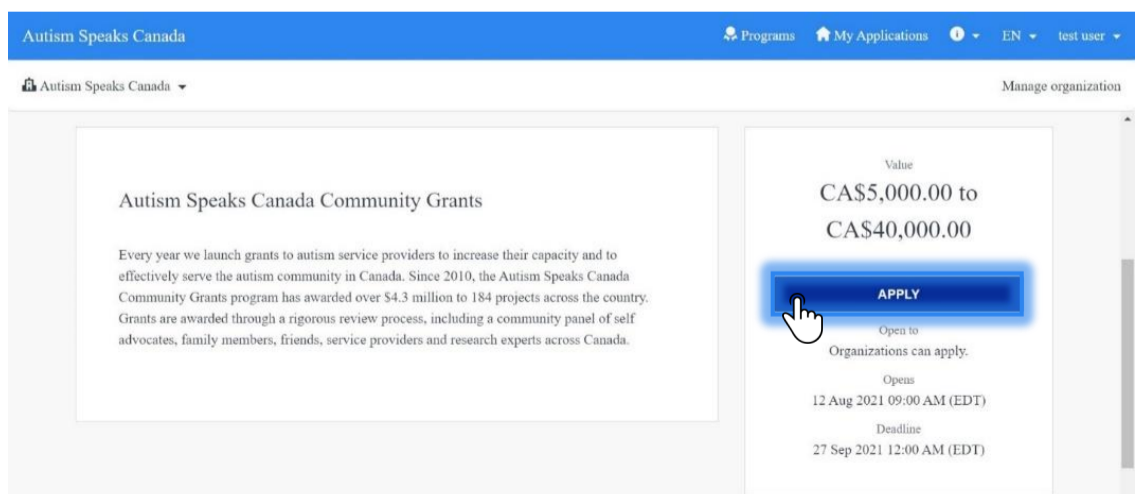 Autism Speaks Canada
Programs My Applications EN test user
Autism Speaks Canada
Manage organization
Autism Speaks Canada Community Grants
Every year we launch grants to autism service providers to increase their capacity and to
effectively serve the autism community in Canada. Since 2010, the Autism Speaks Canada
Community Grants program has awarded over $4.3 million to 184 projects across the country.
Grants are awarded through a rigorous review process, including a community panel of self
advocates, family members, friends, service providers and research experts across Canada.
Value
CA$5,000.00 to
CA$40,000.00
APPLY
Open to
Organizations can apply.
Opens
12 Aug 2021 09:00 AM (EDT)
Deadline
27 Sep 2021 12:00 AM (EDT)